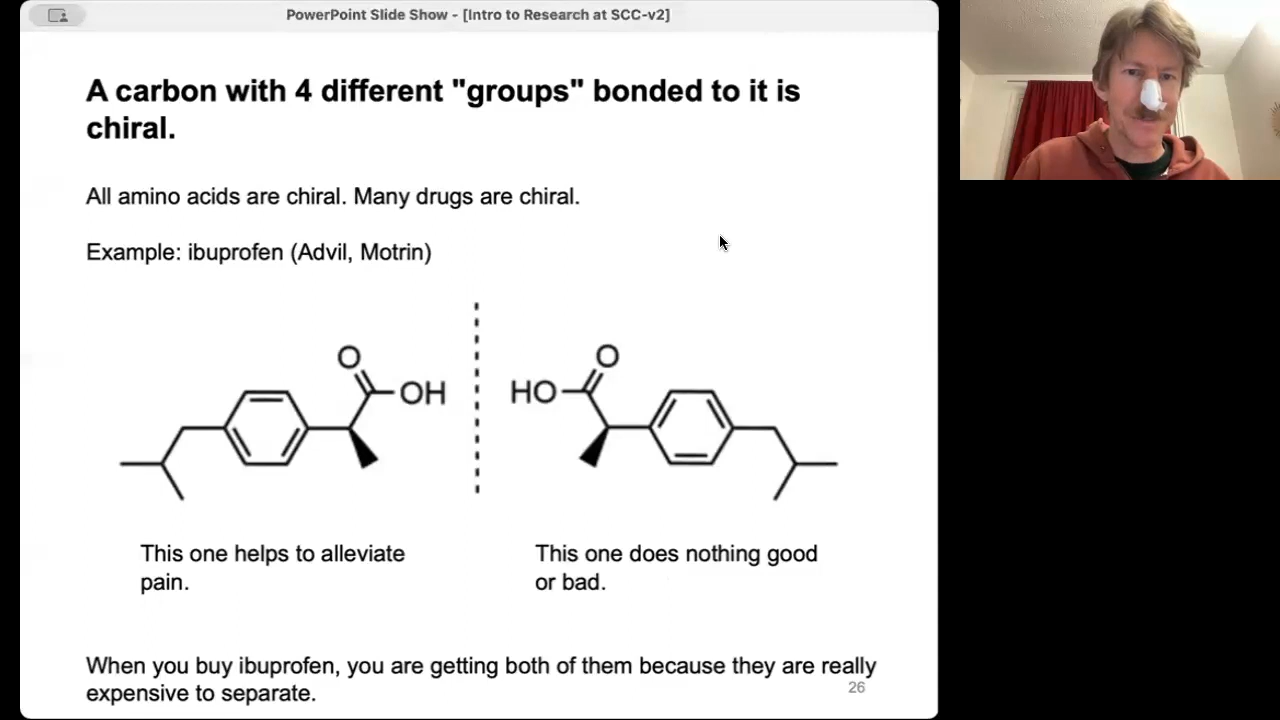 PowerPoint Slide Show - [Intro to Research at SCC-v2]
A carbon with 4 different "groups" bonded to it is
chiral.
All amino acids are chiral. Many drugs are chiral.
Example: ibuprofen (Advil, Motrin)
O
OH
O
HO
This one helps to alleviate
pain.
This one does nothing good
or bad.
When you buy ibuprofen, you are getting both of them because they are really
expensive to separate.
26